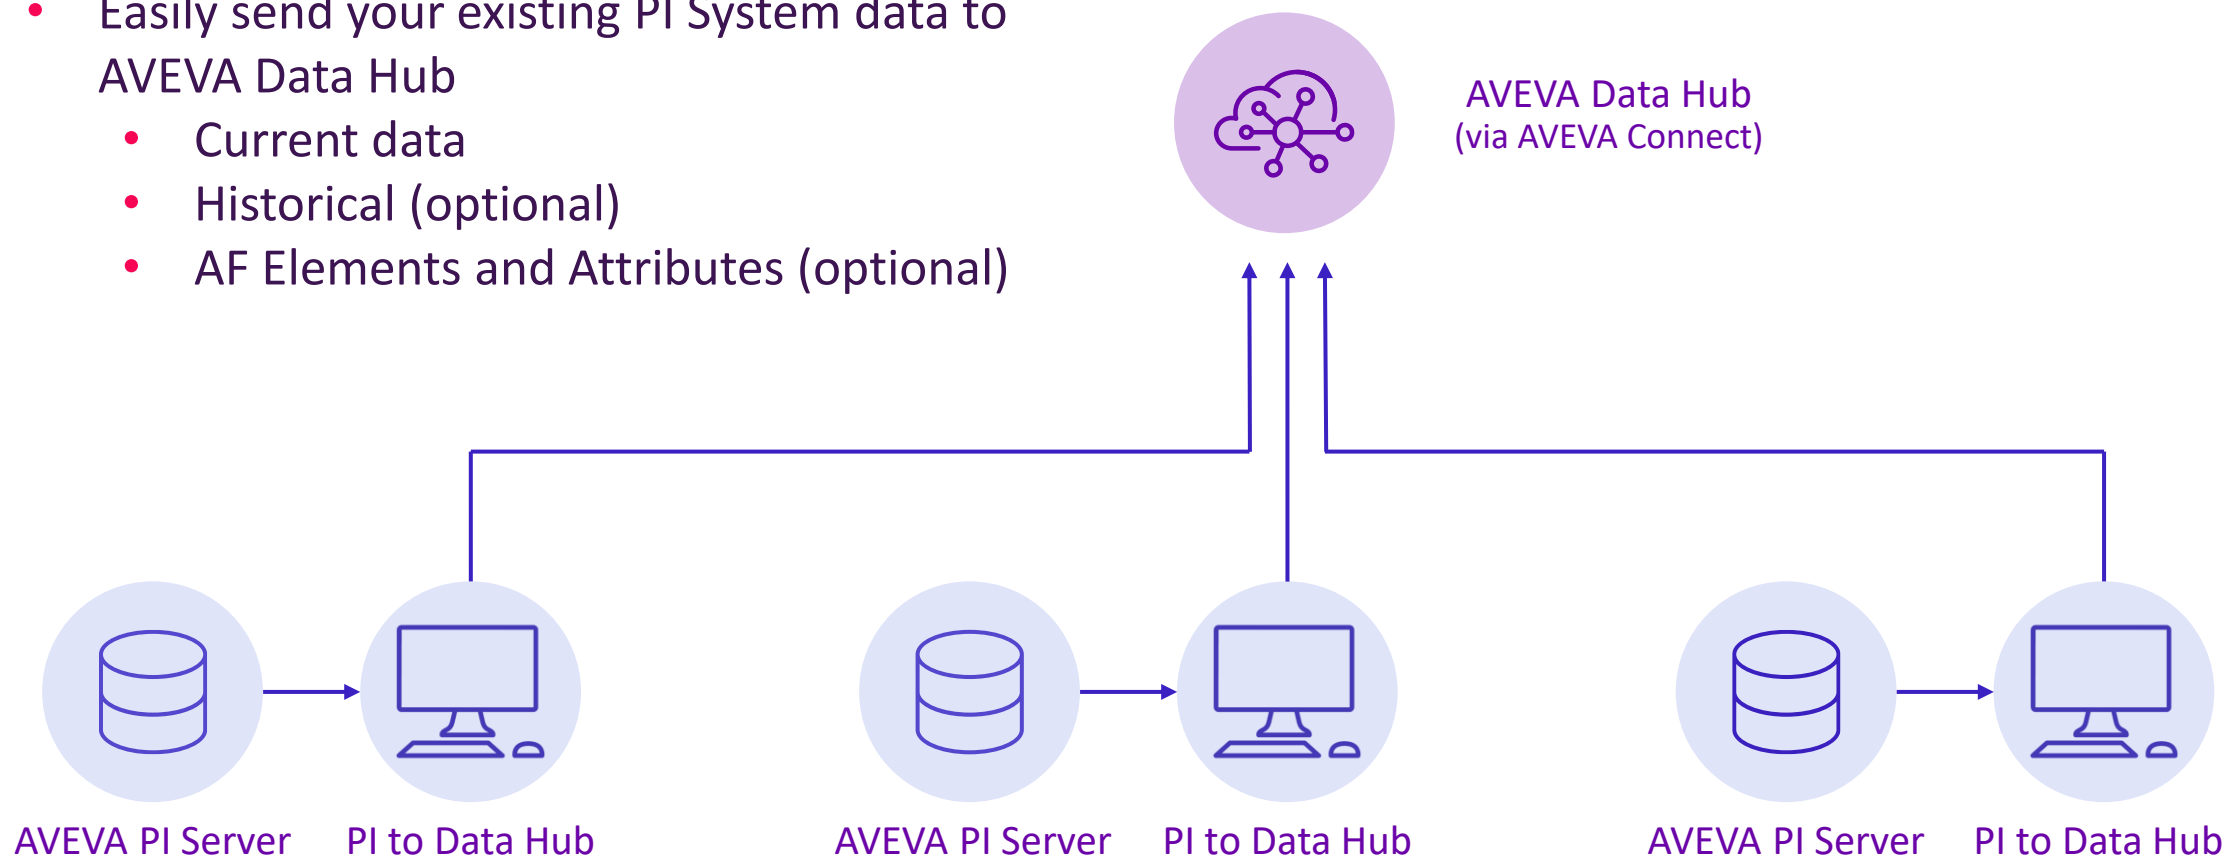 • Easily send your existing PI System data to
AVEVA Data Hub
• Current data
• Historical (optional)
• AF Elements and Attributes (optional)
AVEVA Data Hub
(via AVEVA Connect)
AVEVA PI Server
PI to Data Hub
AVEVA PI Server
PI to Data Hub
AVEVA PI Server
PI to Data Hub